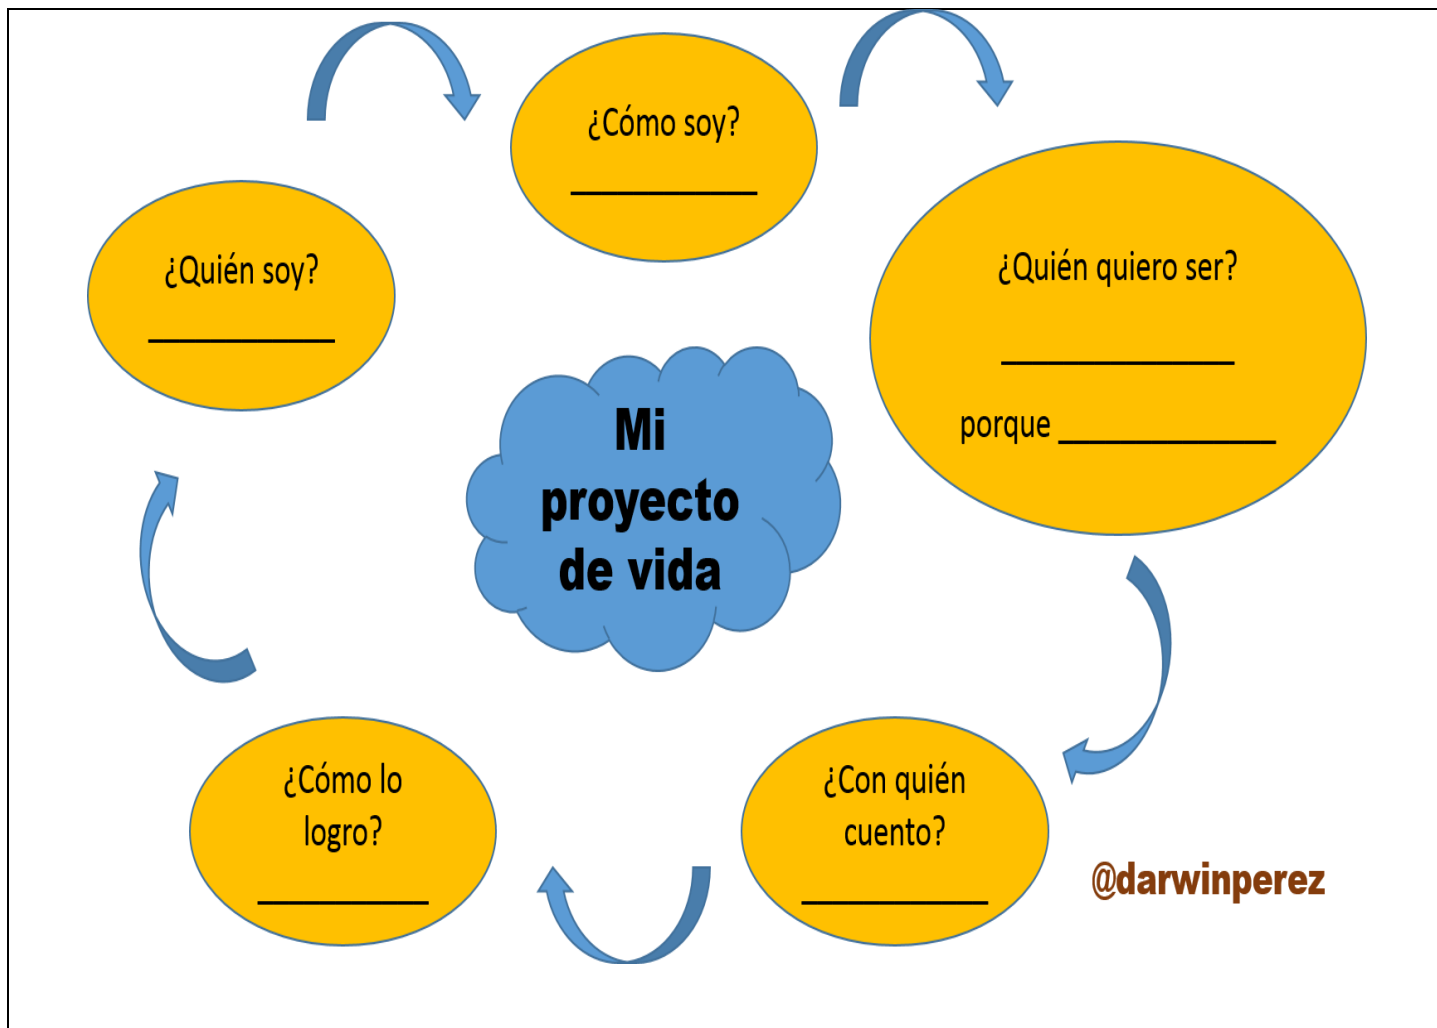 ¿Quién soy?
¿Cómo soy?
¿Quién quiero ser?
porque
¿Con quién
cuento?
¿Cómo lo
logro?
Mi
proyecto
de vida
@darwinperez